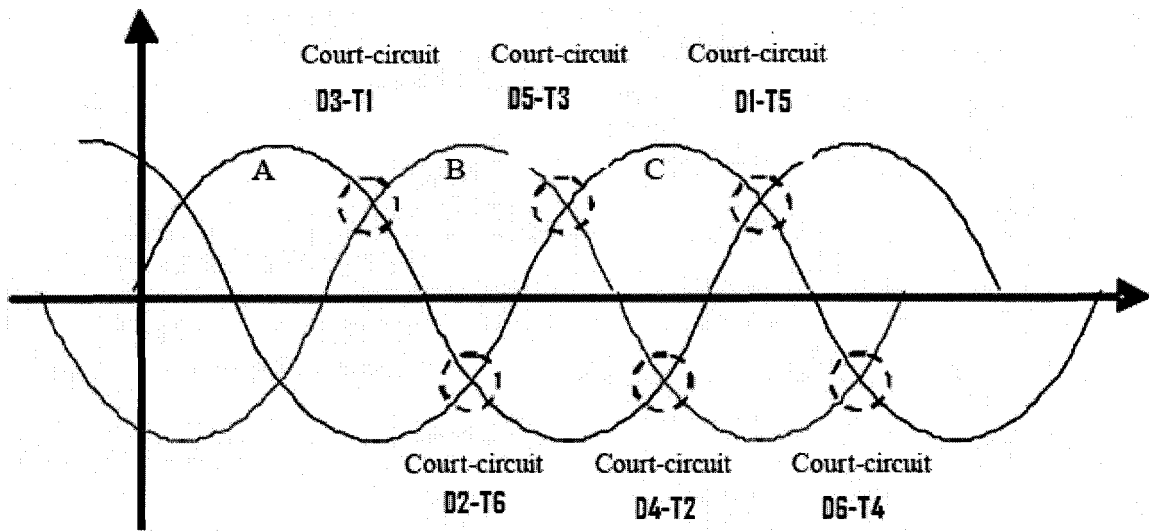 Court-circuit
D3-T1
Court-circuit
D5-T3
Court-circuit
D1-T5
A
B
C
Court-circuit
D2-T6
Court-circuit
D4-T2
Court-circuit
D6-T4